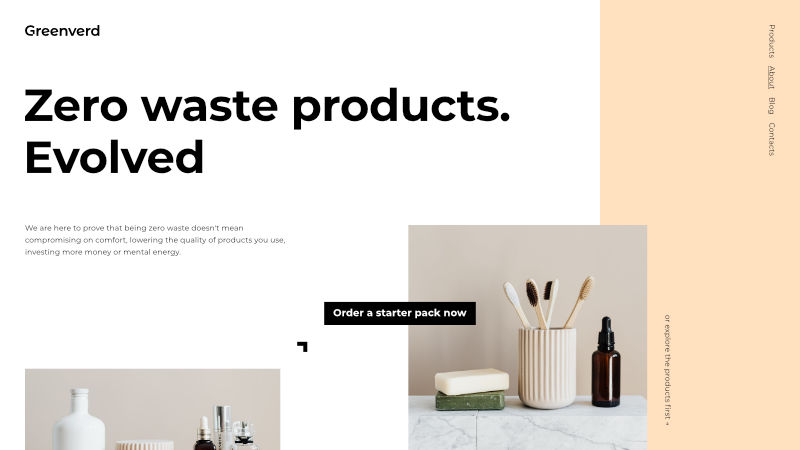 Greenverd
Zero waste products.
Evolved
We are here to prove that being zero waste doesn't mean
compromising on comfort, lowering the quality of products you use,
investing more money or mental energy.
Order a starter pack now
Products About Blog Contacts
or explore the products first →